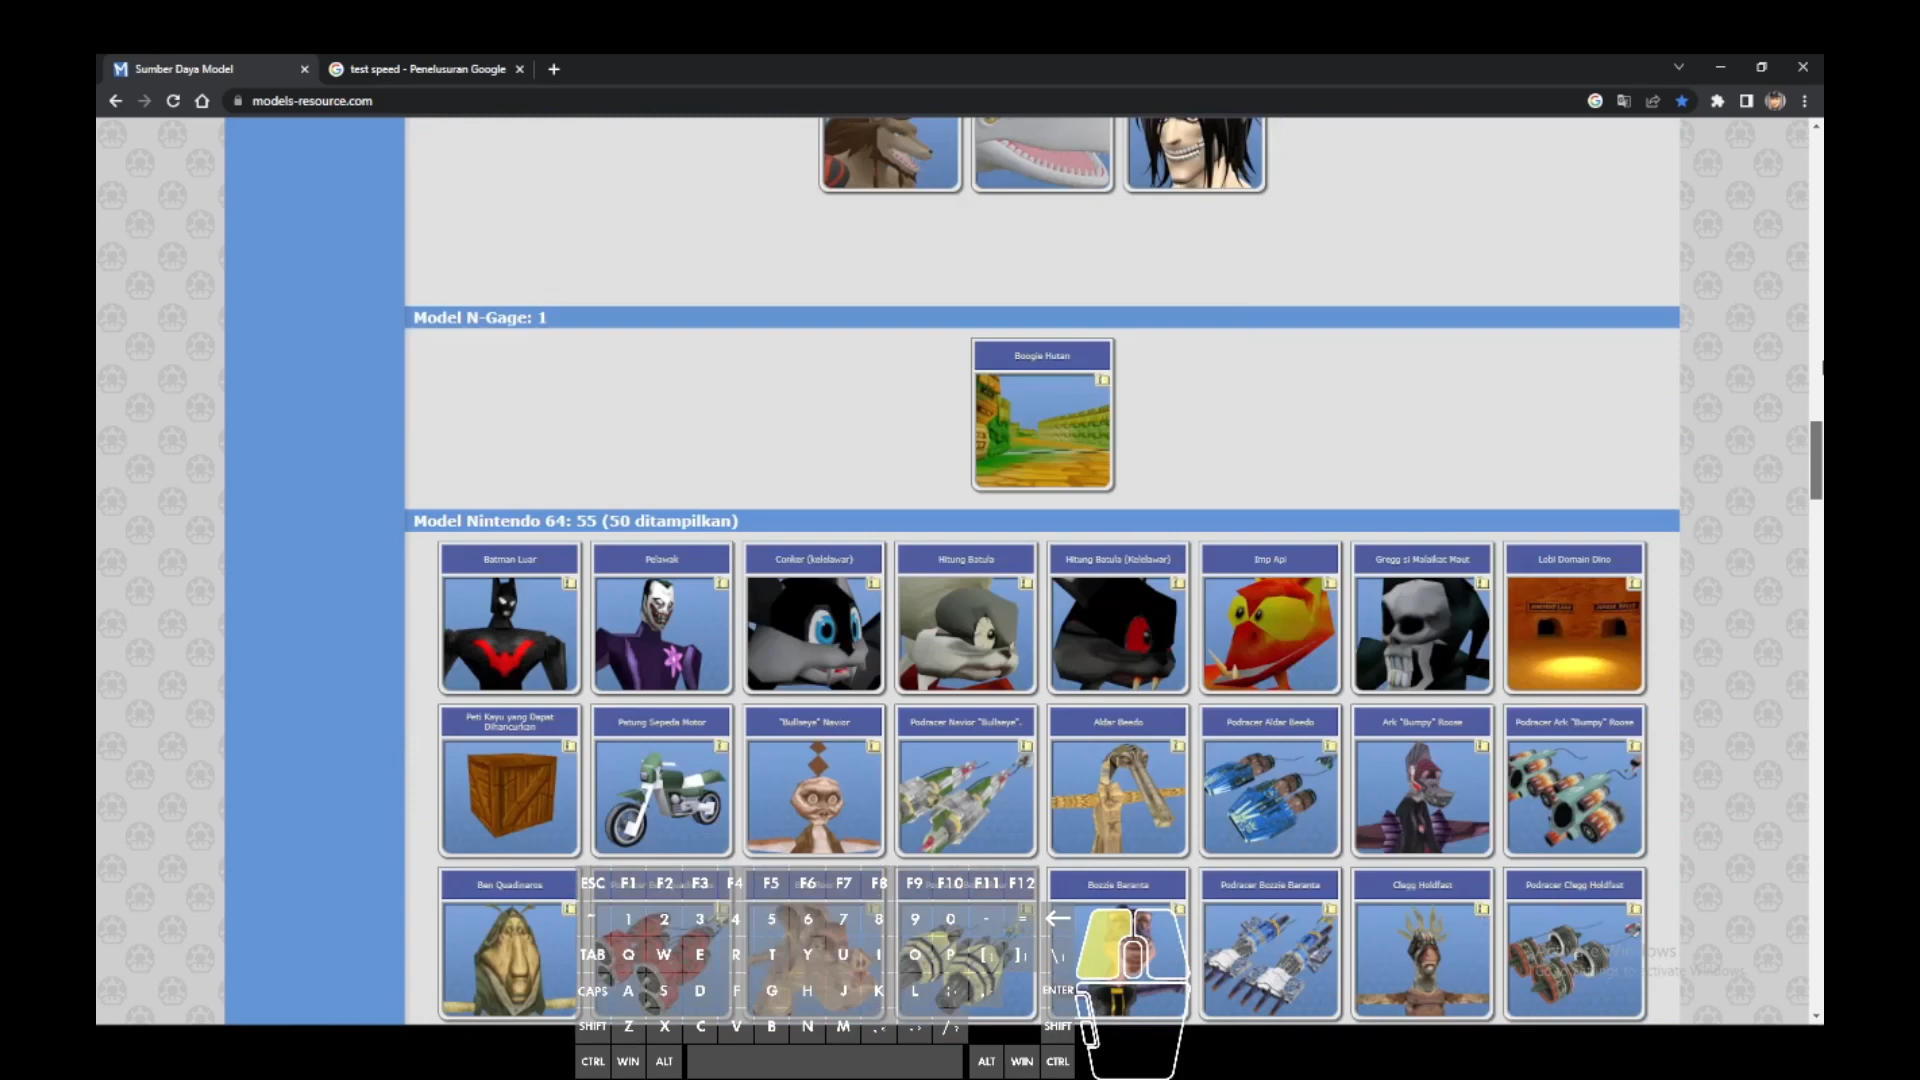 Sumber Daya Model
test speed - Penelusuran Google
models-resource.com
Model N-Gage: 1
Boogie Hutan
Model Nintendo 64: 55 (50 ditampilkan)
Batman Luar
Pelawak
Conker (kelelawar)
Hitung Batula
Hitung Batula (Kelelawar)
Imp Api
Gregg si Malaikat Maut
Lobi Domain Dino
Peti Kayu yang Dapat
Dihancurkan
Patung Sepeda Motor
"Bullseye" Navior
Podracer Navior "Bullseye".
Aldar Beedo
Podracer Aldar Beedo
Ark "Bumpy" Roose
Podracer Ark "Bumpy" Roose
Ben Quadinaros
Bozzie Baranta
Podracer Bozzie Baranta
Clegg Holdfast
Podracer Clegg Holdfast
ESC F1 F2 F3 F4 F5 F6 F7 F8 F9 F10 F11 F12
~ 1 2 3 4 5 6 7 8 9 0 - = ←
TAB Q W E R T Y U I O P [ ] \
CAPS A S D F G H J K L ; ENTER
SHIFT Z X C V B N M / SHIFT
CTRL WIN ALT ALT WIN CTRL